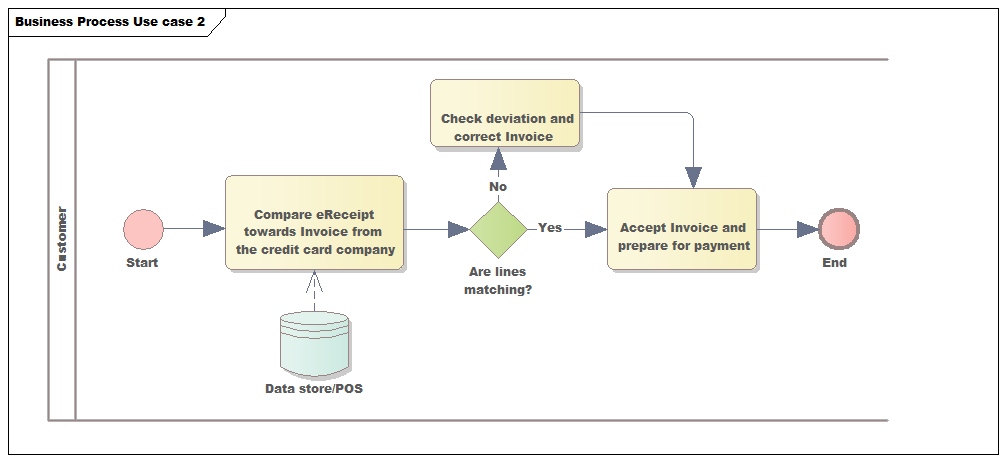 Business Process Use case 2
Customer
Start
Compare eReceipt
towards Invoice from
the credit card company
Data store/POS
Are lines
matching?
No
Yes
Check deviation and
correct Invoice
Accept Invoice and
prepare for payment
End